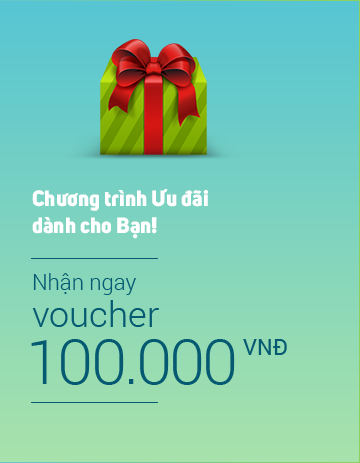 Chương trình Ưu đãi
dành cho Bạn!
Nhận ngay
voucher
100.000 VNĐ